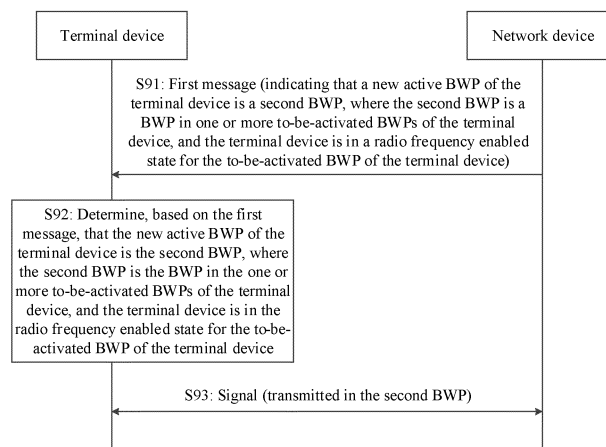 Terminal device
Network device
S91: First message (indicating that a new active BWP of the
terminal device is a second BWP, where the second BWP is a
BWP in one or more to-be-activated BWPs of the terminal
device, and the terminal device is in a radio frequency enabled
state for the to-be-activated BWP of the terminal device)
S92: Determine, based on the first
message, that the new active BWP of the
terminal device is the second BWP, where
the second BWP is the BWP in the one or
more to-be-activated BWPs of the terminal
device, and the terminal device is in the
radio frequency enabled state for the to-be-
activated BWP of the terminal device
S93: Signal (transmitted in the second BWP)